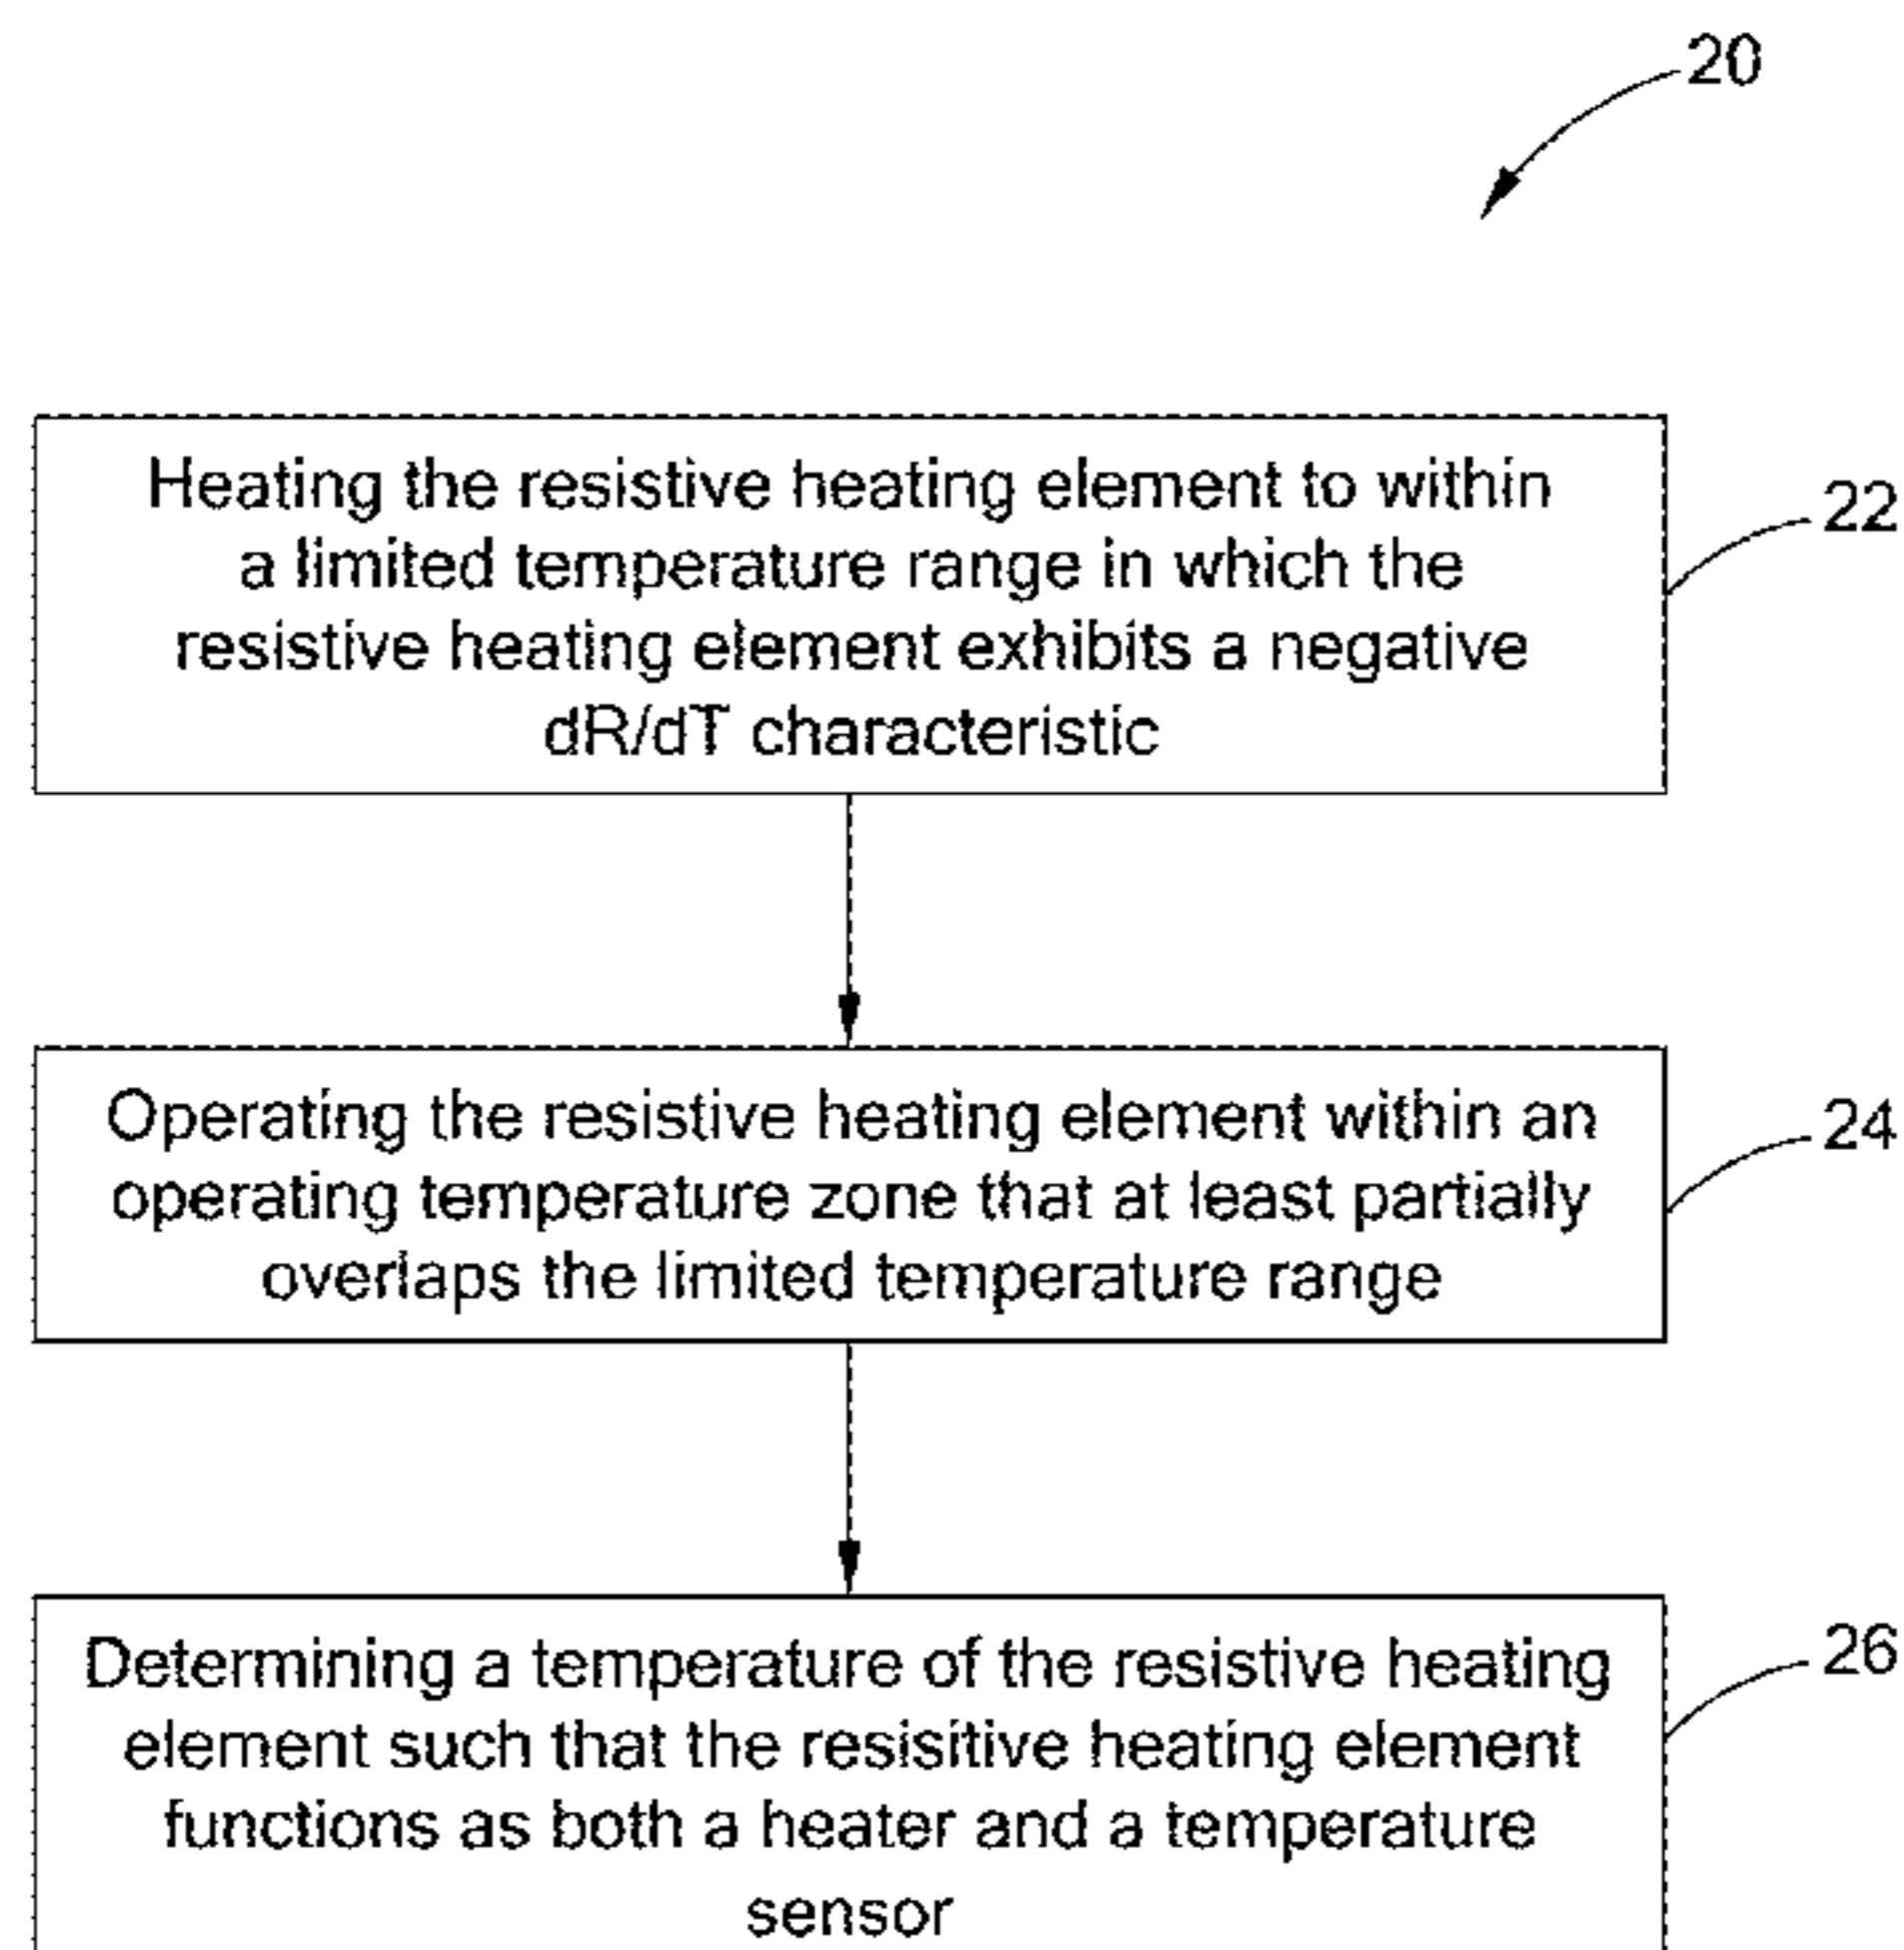 20
Heating the resistive heating element to within
a limited temperature range in which the
resistive heating element exhibits a negative
dR/dT characteristic
22
Operating the resistive heating element within an
operating temperature zone that at least partially
overlaps the limited temperature range
24
Determining a temperature of the resistive heating
element such that the resisitive heating element
functions as both a heater and a temperature
sensor
26